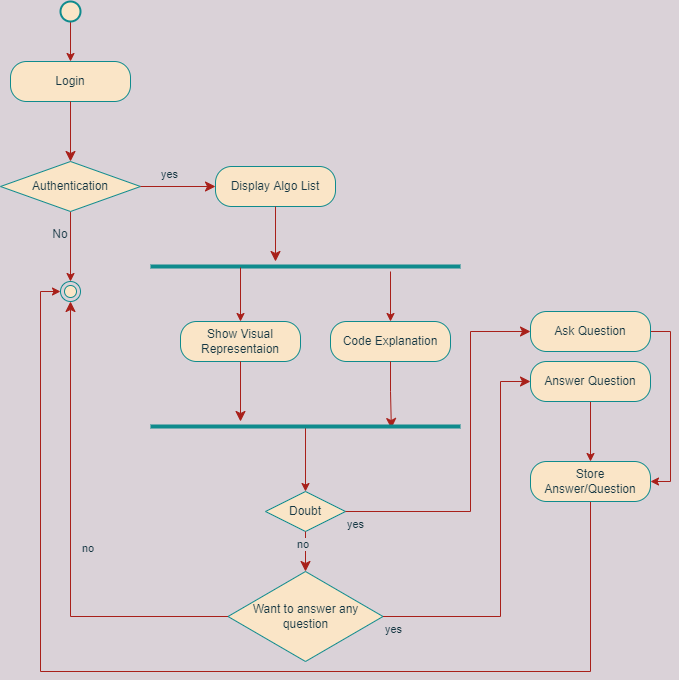 Login
Authentication
yes
Display Algo List
No
Show Visual
Representaion
Code Explanation
Ask Question
Answer Question
Store
Answer/Question
Doubt
yes
no
no
Want to answer any
question
yes